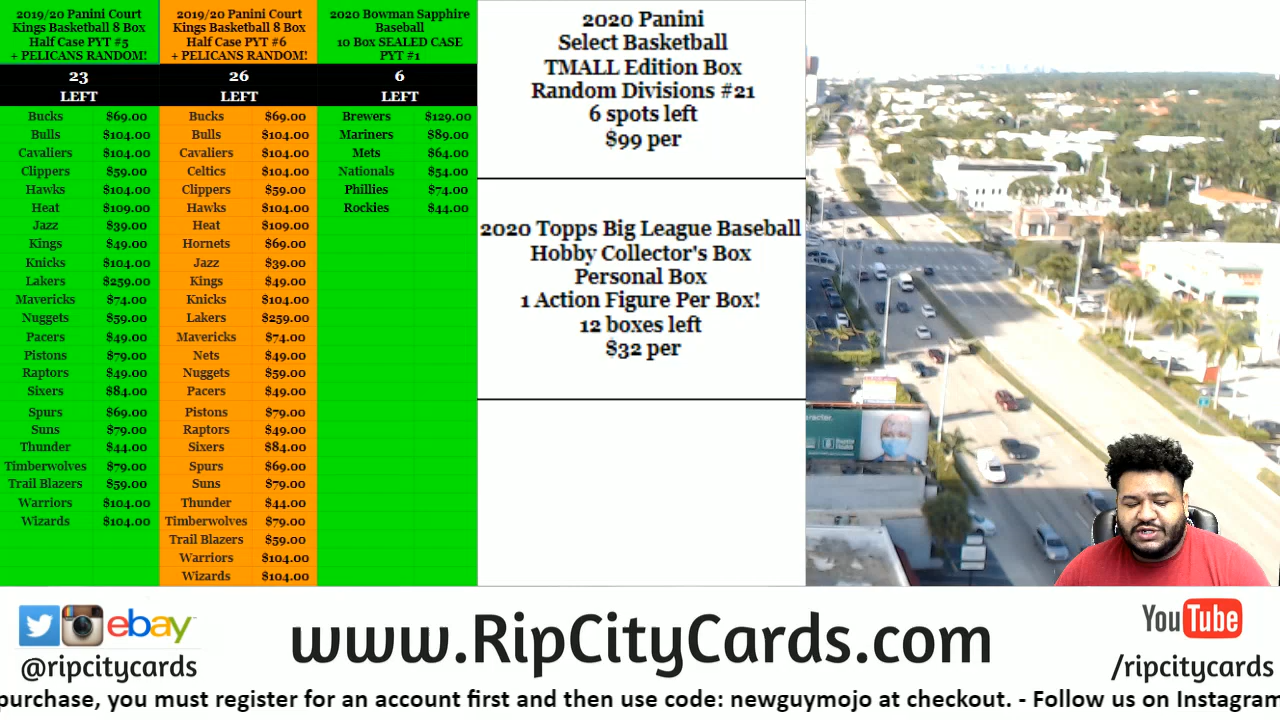 2019/20 Panini Court
Kings Basketball 8 Box
Half Case PYT #5
+ PELICANS RANDOM!
23
LEFT
Bucks $69.00
Bulls $104.00
Cavaliers $104.00
Clippers $59.00
Hawks $104.00
Heat $109.00
Jazz $39.00
Kings $49.00
Knicks $104.00
Lakers $259.00
Mavericks $74.00
Nuggets $59.00
Pacers $49.00
Pistons $79.00
Raptors $49.00
Sixers $84.00
Spurs $69.00
Suns $79.00
Thunder $44.00
Timberwolves $79.00
Trail Blazers $59.00
Warriors $104.00
Wizards $104.00
2019/20 Panini Court
Kings Basketball 8 Box
Half Case PYT #6
+ PELICANS RANDOM!
26
LEFT
Bucks $69.00
Bulls $104.00
Cavaliers $104.00
Celtics $104.00
Clippers $59.00
Hawks $104.00
Heat $109.00
Hornets $69.00
Jazz $39.00
Kings $49.00
Knicks $104.00
Lakers $259.00
Mavericks $74.00
Nets $49.00
Nuggets $59.00
Pacers $49.00
Pistons $79.00
Raptors $49.00
Sixers $84.00
Spurs $69.00
Suns $79.00
Thunder $44.00
Timberwolves $79.00
Trail Blazers $59.00
Warriors $104.00
Wizards $104.00
2020 Bowman Sapphire
Baseball
10 Box SEALED CASE
PYT #1
6
LEFT
Brewers $129.00
Mariners $89.00
Mets $64.00
Nationals $54.00
Phillies $74.00
Rockies $44.00
2020 Panini
Select Basketball
TMALL Edition Box
Random Divisions #21
6 spots left
$99 per
2020 Topps Big League Baseball
Hobby Collector's Box
Personal Box
1 Action Figure Per Box!
12 boxes left
$32 per
ebay
@ripcitycards
www.RipCityCards.com
YouTube
/ripcitycards
purchase, you must register for an account first and then use code: newguymojo at checkout. - Follow us on Instagram